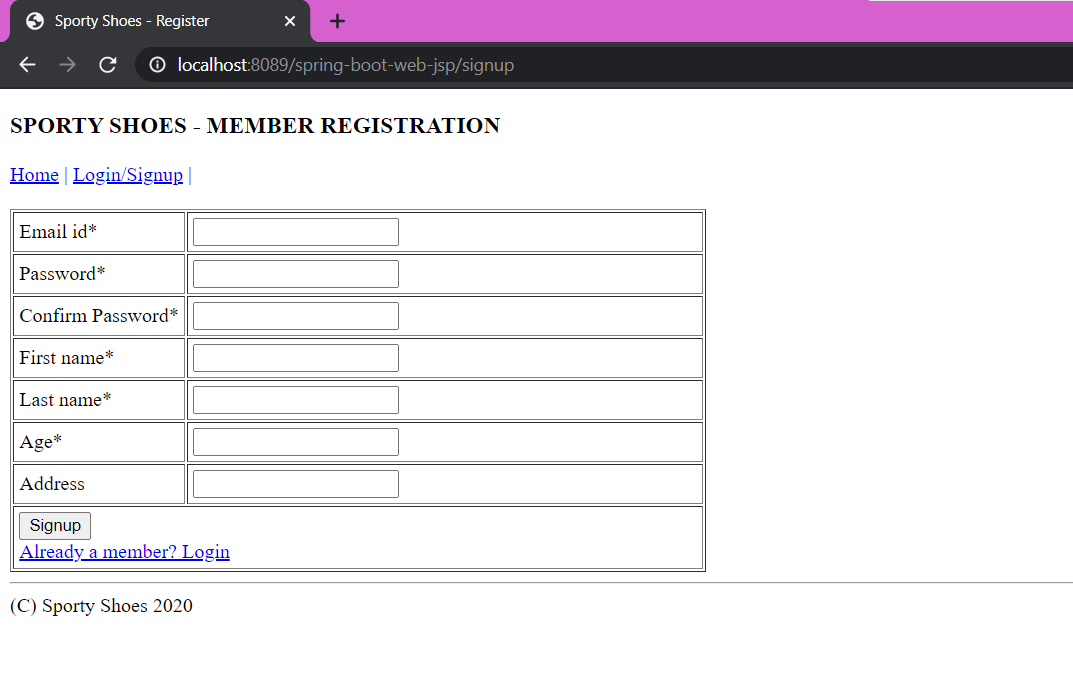 Sporty Shoes - Register
localhost:8089/spring-boot-web-jsp/signup
SPORTY SHOES - MEMBER REGISTRATION
Home | Login/Signup |
Email id*
Password*
Confirm Password*
First name*
Last name*
Age*
Address
Signup
Already a member? Login
(C) Sporty Shoes 2020